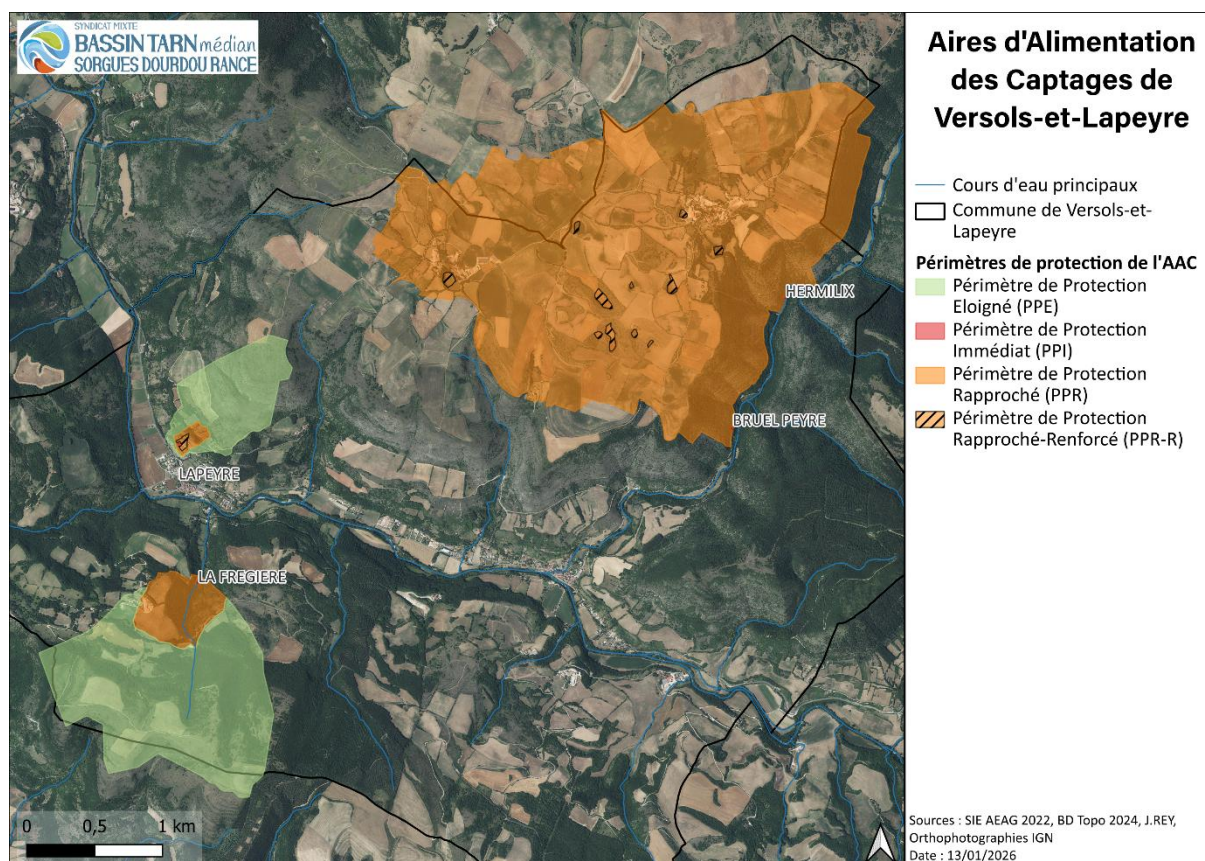 SYNDICAT MIXTE
BASSIN TARN médian
SORGUES DOURDOU RANCE
Aires d'Alimentation
des Captages de
Versols-et-Lapeyre
Cours d'eau principaux
Commune de Versols-et-
Lapeyre
Périmètres de protection de l'AAC
Périmètre de Protection
Eloigné (PPE)
Périmètre de Protection
Immédiat (PPI)
Périmètre de Protection
Rapproché (PPR)
Périmètre de Protection
Rapproché-Renforcé (PPR-R)
HERMILIX
BRUEL PEYRE
LAPEYRE
LA FREGIERE
0 0,5 1 km
Sources : SIE AEAG 2022, BD Topo 2024, J.REY,
Orthophotographies IGN
Date : 13/01/2026